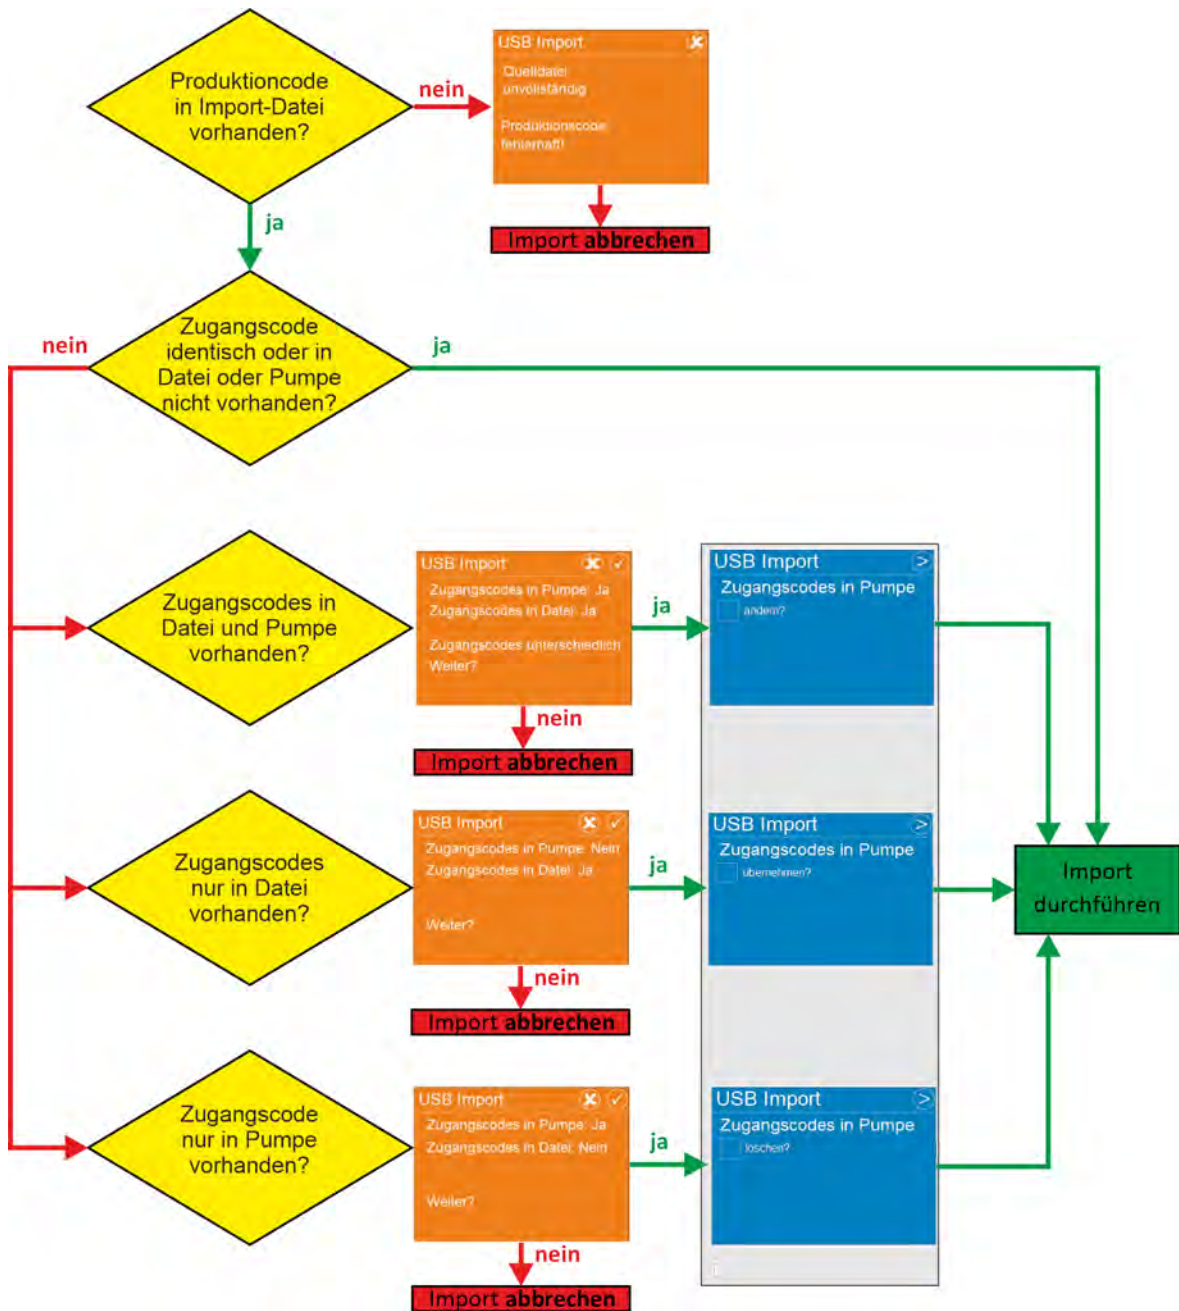 Produktioncode
in Import-Datei
vorhanden?
nein
USB Import
Quelldatei
unvollständig
Produktionscode
fehlerhaft!
Import abbrechen
ja
Zugangscode
identisch oder in
Datei oder Pumpe
nicht vorhanden?
nein
ja
Zugangscodes in
Datei und Pumpe
vorhanden?
USB Import
Zugangscodes in Pumpe: Ja
Zugangscodes in Datei: Ja
Zugangscodes unterschiedlich
Weiter?
ja
USB Import
>
Zugangscodes in Pumpe
ändern?
nein
Import abbrechen
Zugangscodes
nur in Datei
vorhanden?
USB Import
Zugangscodes in Pumpe: Nein
Zugangscodes in Datei: Ja
Weiter?
ja
USB Import
>
Zugangscodes in Pumpe
übernehmen?
Import
durchführen
nein
Import abbrechen
Zugangscode
nur in Pumpe
vorhanden?
USB Import
Zugangscodes in Pumpe: Ja
Zugangscodes in Datei: Nein
Weiter?
ja
USB Import
>
Zugangscodes in Pumpe
löschen?
nein
Import abbrechen